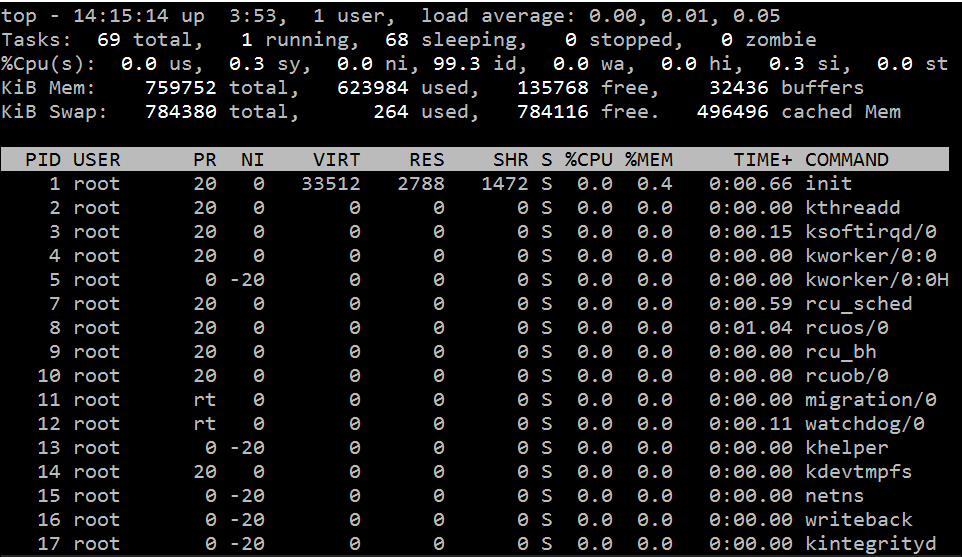 top - 14:15:14 up  3:53,  1 user,  load average: 0.00, 0.01, 0.05
Tasks:  69 total,   1 running,  68 sleeping,   0 stopped,   0 zombie
%Cpu(s):  0.0 us,  0.3 sy,  0.0 ni, 99.3 id,  0.0 wa,  0.0 hi,  0.3 si,  0.0 st
KiB Mem:    759752 total,   623984 used,   135768 free,    32436 buffers
KiB Swap:   784380 total,      264 used,   784116 free.   496496 cached Mem
  PID USER      PR  NI    VIRT    RES    SHR S %CPU %MEM     TIME+ COMMAND
    1 root      20   0   33512   2788   1472 S  0.0  0.4   0:00.66 init
    2 root      20   0       0      0      0 S  0.0  0.0   0:00.00 kthreadd
    3 root      20   0       0      0      0 S  0.0  0.0   0:00.15 ksoftirqd/0
    4 root      20   0       0      0      0 S  0.0  0.0   0:00.00 kworker/0:0
    5 root       0 -20       0      0      0 S  0.0  0.0   0:00.00 kworker/0:0H
    7 root      20   0       0      0      0 S  0.0  0.0   0:00.59 rcu_sched
    8 root      20   0       0      0      0 S  0.0  0.0   0:01.04 rcuos/0
    9 root      20   0       0      0      0 S  0.0  0.0   0:00.00 rcu_bh
   10 root      20   0       0      0      0 S  0.0  0.0   0:00.00 rcuob/0
   11 root      rt   0       0      0      0 S  0.0  0.0   0:00.00 migration/0
   12 root      rt   0       0      0      0 S  0.0  0.0   0:00.11 watchdog/0
   13 root       0 -20       0      0      0 S  0.0  0.0   0:00.00 khelper
   14 root      20   0       0      0      0 S  0.0  0.0   0:00.00 kdevtmpfs
   15 root       0 -20       0      0      0 S  0.0  0.0   0:00.00 netns
   16 root       0 -20       0      0      0 S  0.0  0.0   0:00.00 writeback
   17 root       0 -20       0      0      0 S  0.0  0.0   0:00.00 kintegrityd